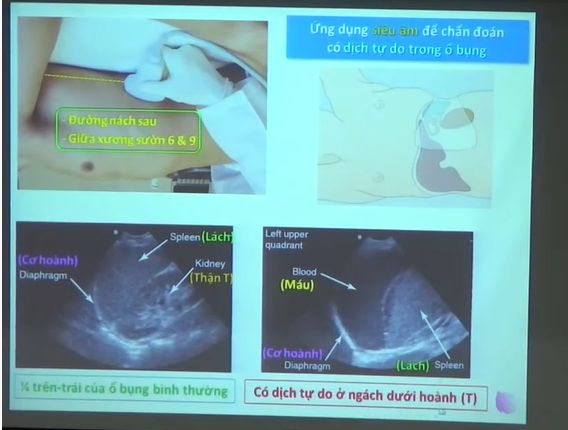 Ứng dụng siêu âm để chẩn đoán
có dịch tự do trong ổ bụng
- Đường nách sau
- Giữa xương sườn 6 & 9
Spleen (Lách)
(Cơ hoành)
Diaphragm
Kidney
(Thận T)
Left upper
quadrant
Blood
(Máu)
(Cơ hoành)
Diaphragm
(Lách) Spleen
¼ trên-trái của ổ bụng bình thường
Có dịch tự do ở ngách dưới hoành (T)